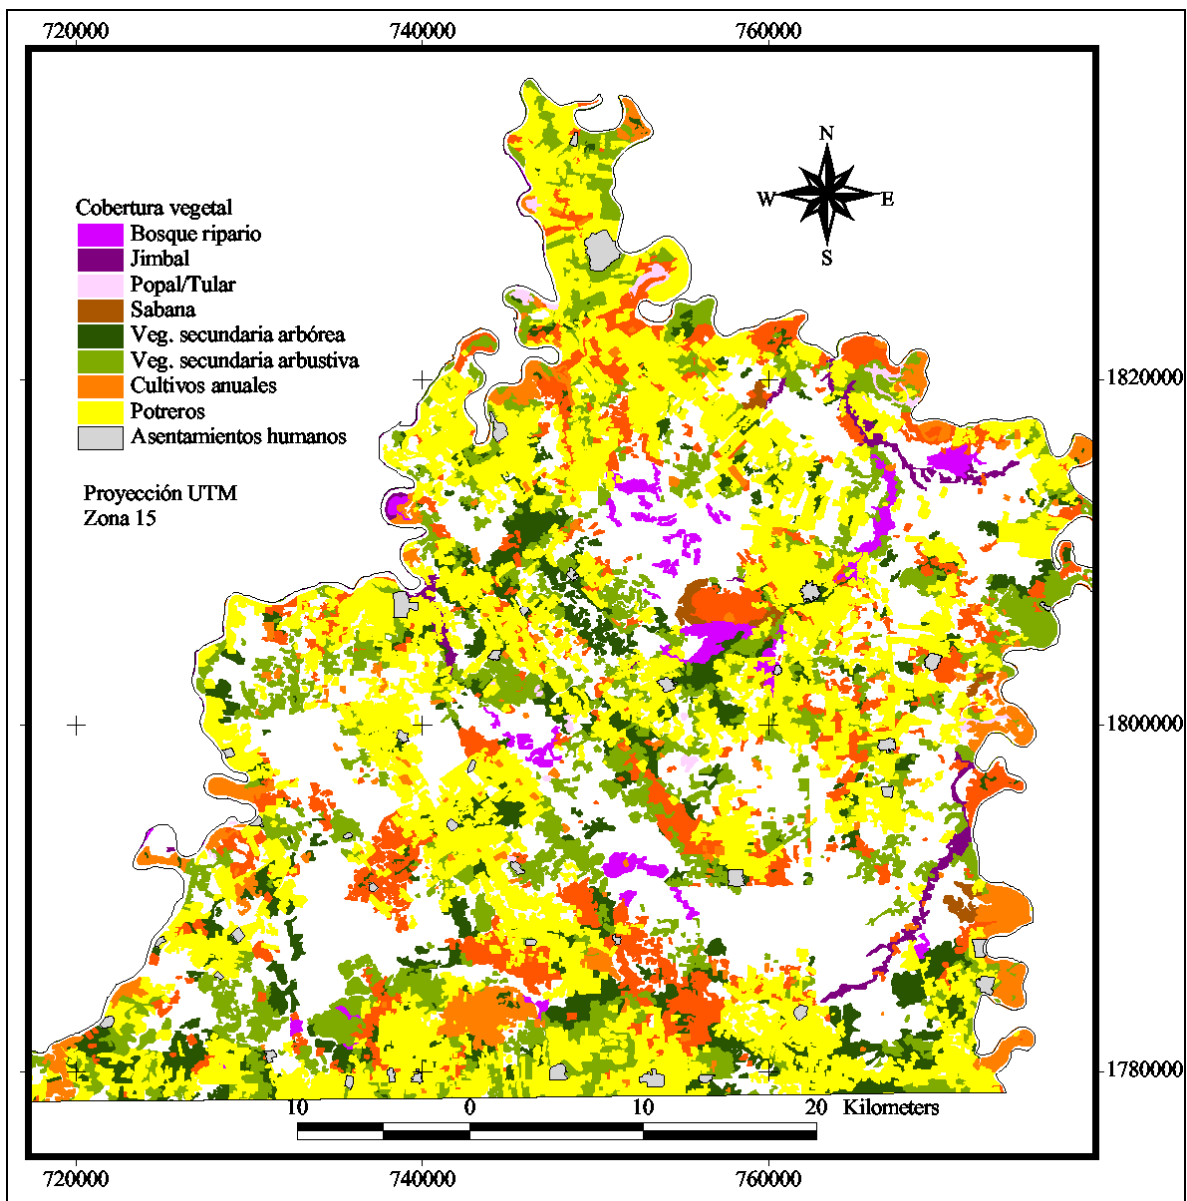 720000 740000 760000
N
W E
S
Cobertura vegetal
Bosque ripario
Jimbal
Popal/Tular
Sabana
Veg. secundaria arbórea
Veg. secundaria arbustiva
Cultivos anuales
Potreros
Asentamientos humanos
Proyección UTM
Zona 15
1820000
1800000
1780000
10 0 10 20 Kilometers
720000 740000 760000